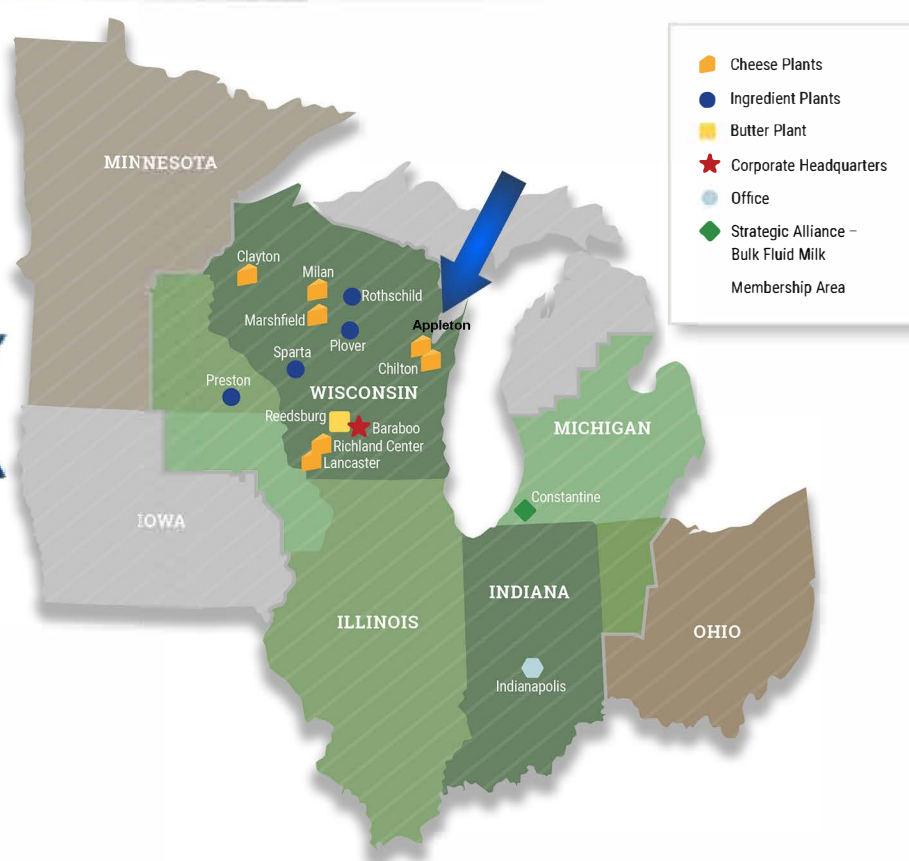 Cheese Plants
Ingredient Plants
Butter Plant
Corporate Headquarters
Office
Strategic Alliance –
Bulk Fluid Milk
Membership Area
MINNESOTA
Clayton
Milan
Rothschild
Marshfield
Appleton
Plover
Sparta
Chilton
Preston
WISCONSIN
Reedsburg
Baraboo
Richland Center
Lancaster
MICHIGAN
Constantine
IOWA
INDIANA
ILLINOIS
OHIO
Indianapolis